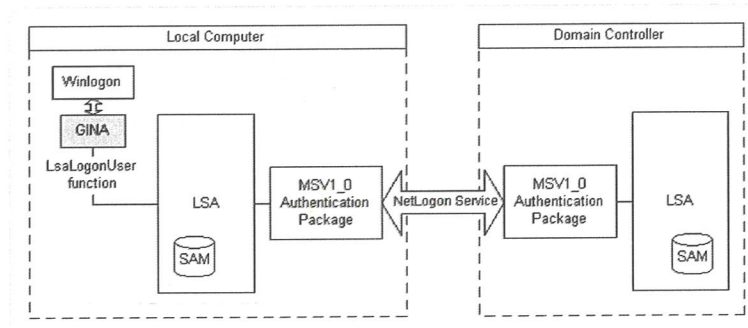 Local Computer
Domain Controller
Winlogon
GINA
LsaLogonUser
function
LSA
SAM
MSV1_0
Authentication
Package
NetLogon Service
MSV1_0
Authentication
Package
LSA
SAM